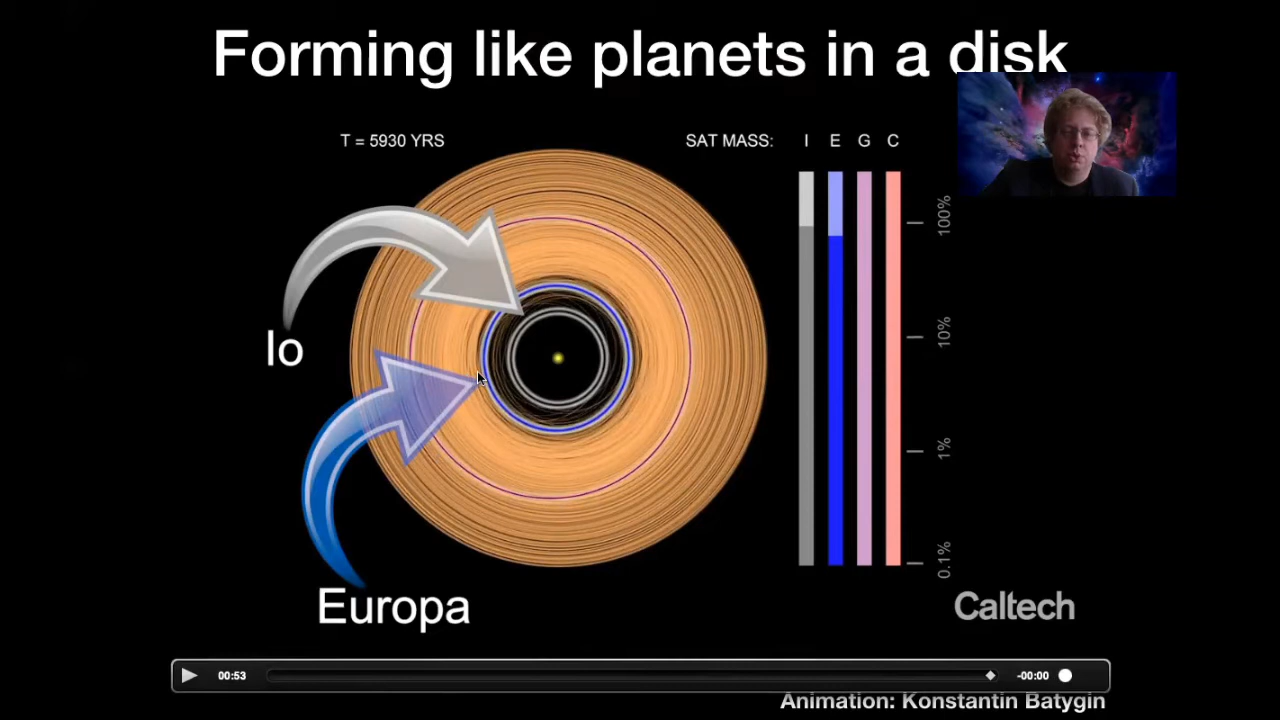 Forming like planets in a disk
T = 5930 YRS
SAT MASS: I E G C
100%
10%
1%
0.1%
Io
Europa
Caltech
00:53
-00:00
Animation: Konstantin Batygin